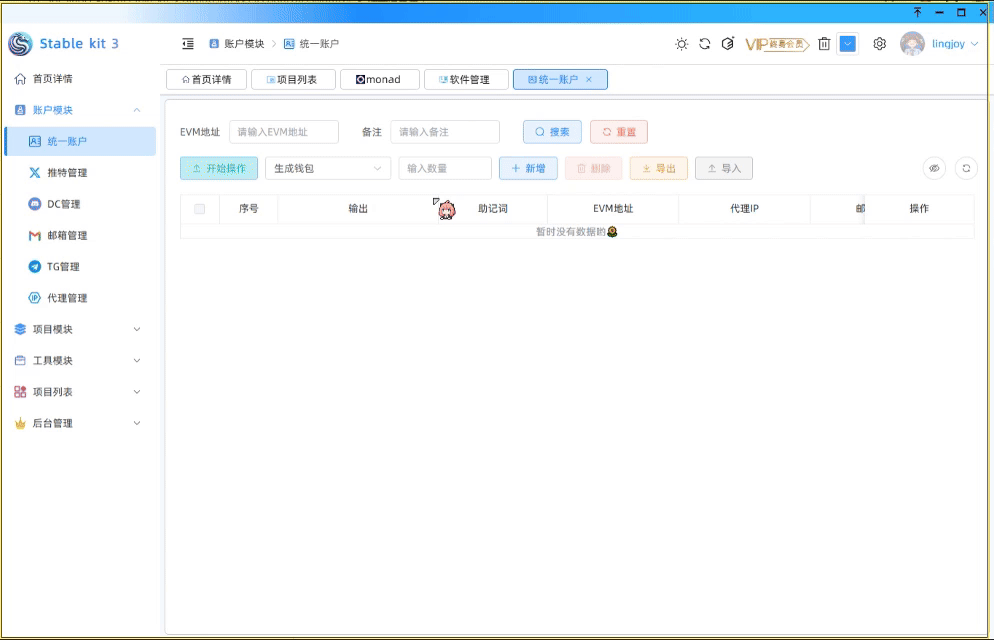 Stable kit 3
账户模块 > 统一账户
VIP 终身会员
lingjoy
首页详情
账户模块
统一账户
推特管理
DC管理
邮箱管理
TG管理
代理管理
项目模块
工具模块
项目列表
后台管理
首页详情 项目列表 monad 软件管理 统一账户 ×
EVM地址 请输入EVM地址 备注 请输入备注 搜索 重置
开始操作 生成钱包 输入数量 + 新增 删除 导出 导入
序号 输出 助记词 EVM地址 代理IP 邮 操作
暂时没有数据哟